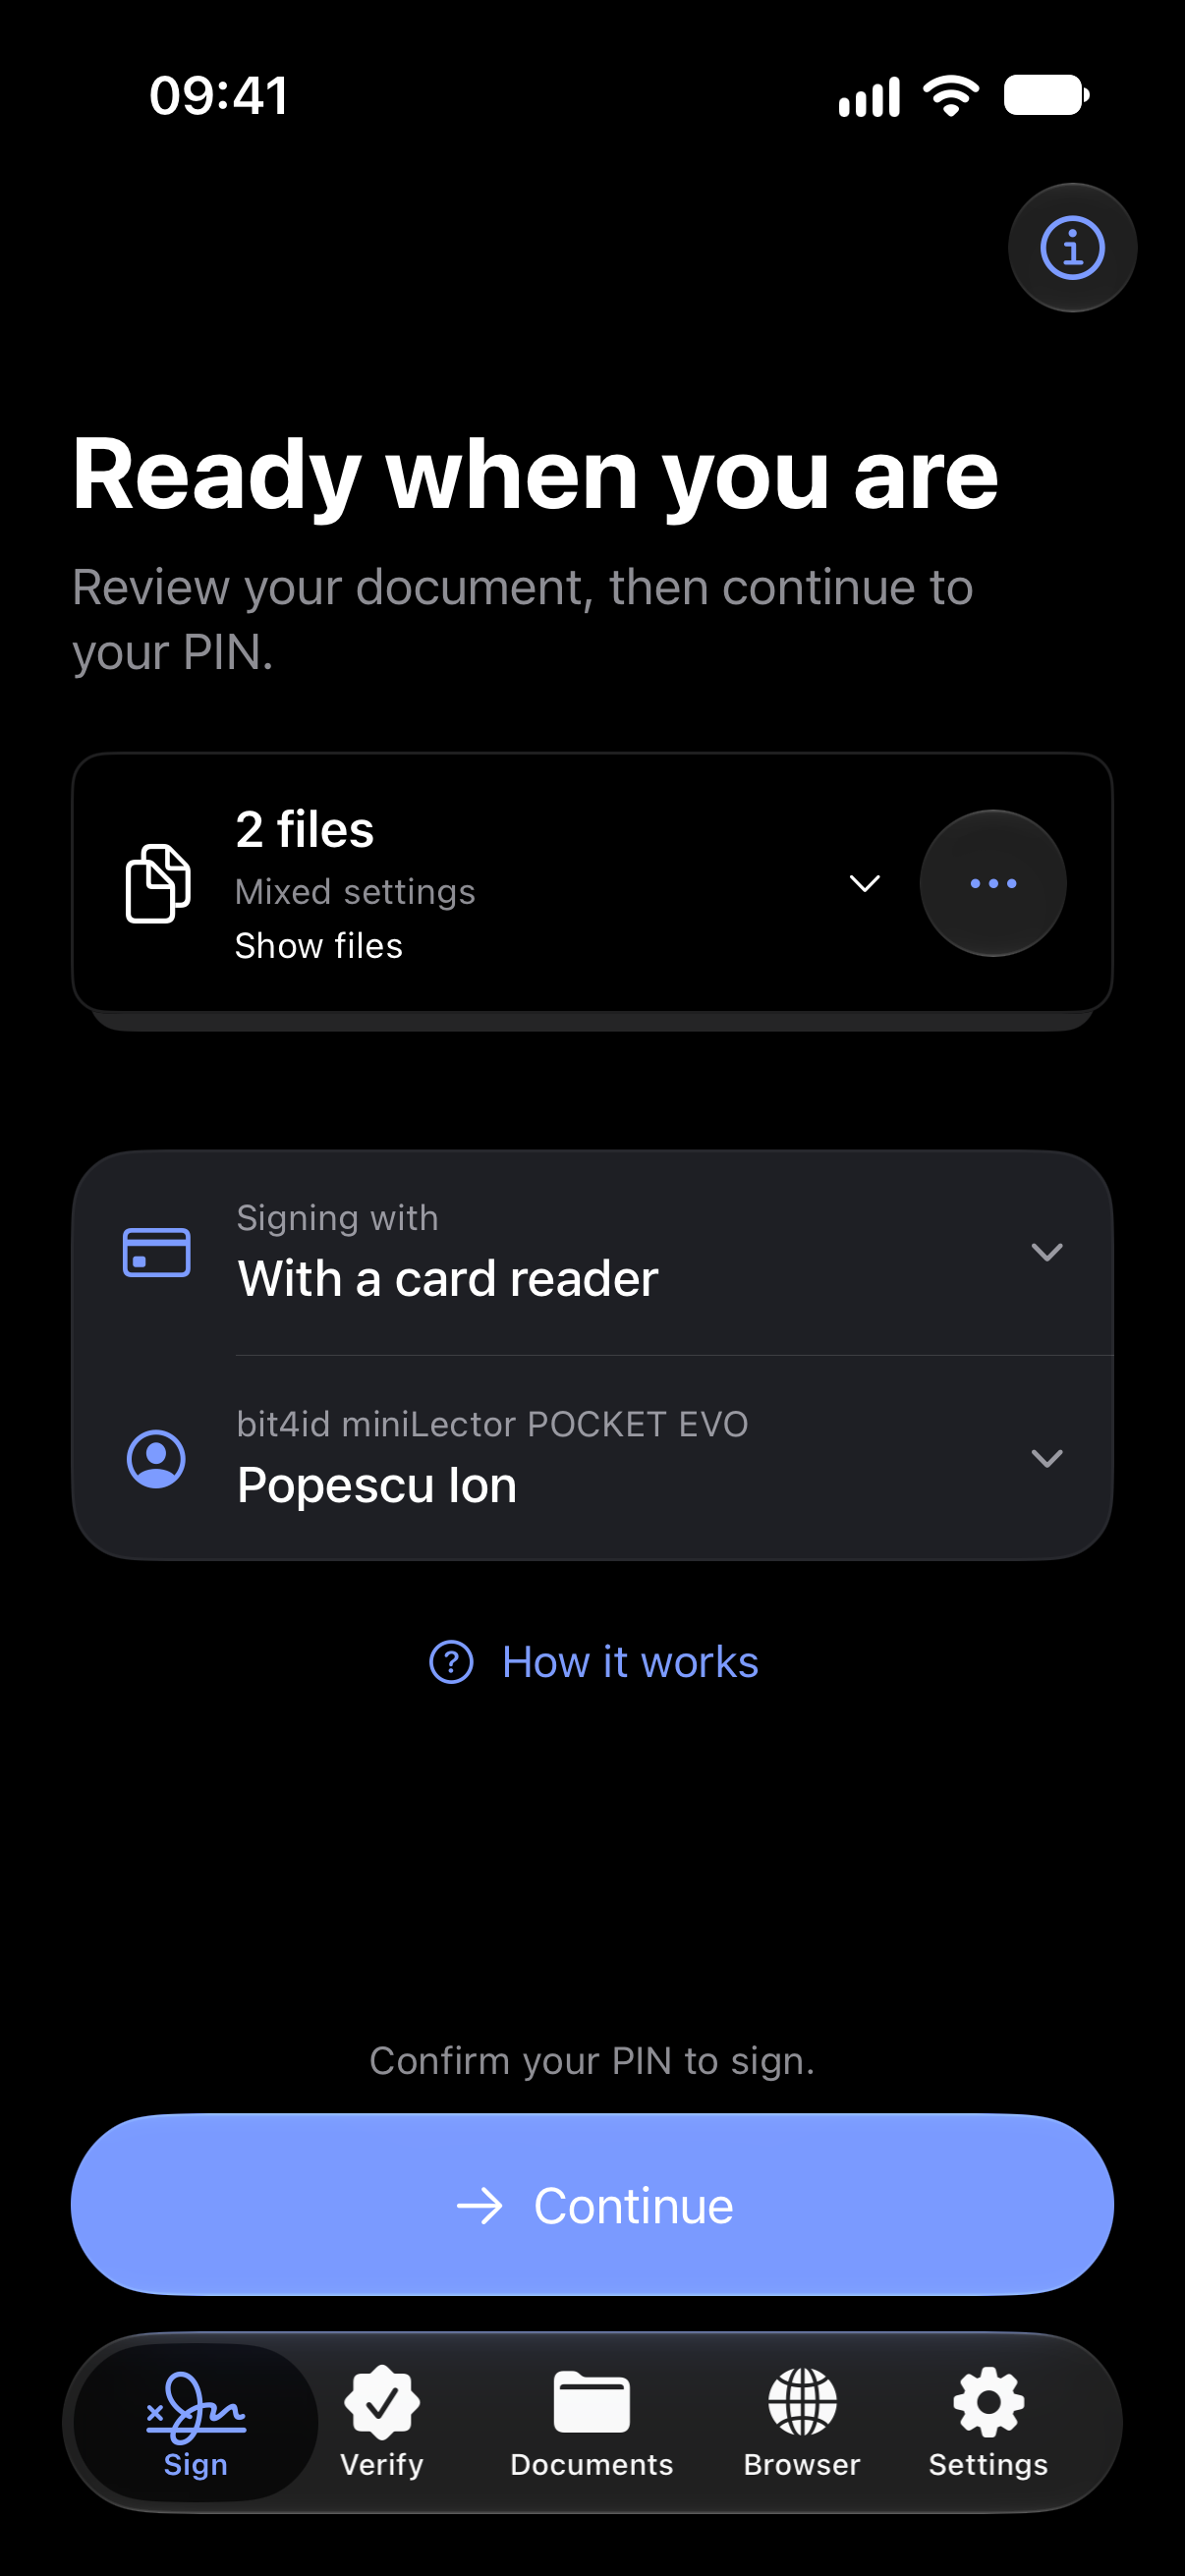 09:41
Ready when you are
Review your document, then continue to
your PIN.
2 files
Mixed settings
Show files
Signing with
With a card reader
bit4id miniLector POCKET EVO
Popescu Ion
How it works
Confirm your PIN to sign.
Continue
Sign
Verify
Documents
Browser
Settings